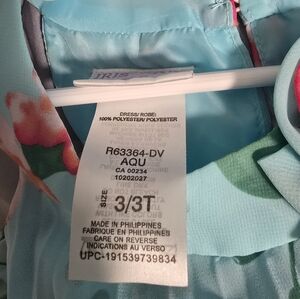 IRIS
DRESS/ ROBE:
100% POLYESTER/ POLYESTER
R63364-DV
AQU
CA 00234
10202027
SIZE
3/3T
MADE IN PHILIPPINES
FABRIQUE EN PHILIPPINES
CARE ON REVERSE
INDICATIONS AU VERSO
UPC-191539739834